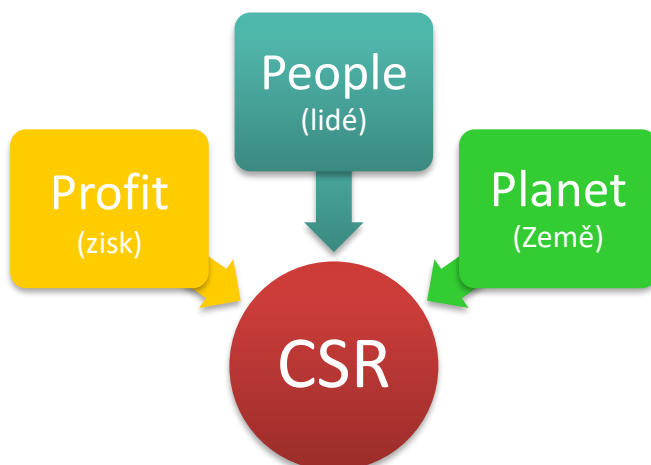 People
(lidé)
Profit
(zisk)
Planet
(Země)
CSR